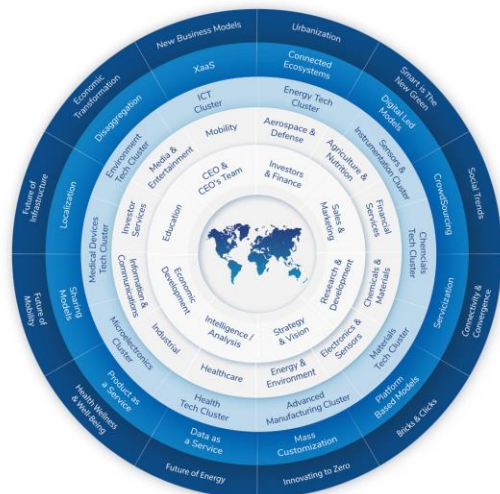 New Business Models
Urbanization
Smart is The
New Green
Social Trends
Connectivity &
Convergence
Bricks & Clicks
Innovating to Zero
Future of Energy
Health Wellness
& Well-Being
Future of
Mobility
Future of
Infrastructure
Economic
Transformation
XaaS
Connected
Ecosystems
Digital Led
Models
CrowdSourcing
Servicization
Platform
Based Models
Mass
Customization
Data as
a Service
Product as
a Service
Sharing
Models
Localization
Disaggregation
ICT
Cluster
Energy Tech
Cluster
Sensors &
Instrumentation Cluster
Chemcials
Tech Cluster
Materials
Tech Cluster
Advanced
Manufacturing Cluster
Health
Tech Cluster
Microelectronics
Cluster
Medical Devices
Tech Cluster
Environment
Tech Cluster
Mobility
Aerospace &
Defense
Agriculture &
Nutrition
Financial
Services
Chemicals &
Materials
Electronics &
Sensors
Energy &
Environment
Healthcare
Industrial
Information &
Communications
Investor
Services
Media &
Entertainment
CEO &
CEO's Team
Investors
& Finance
Sales &
Marketing
Research &
Development
Strategy
& Vision
Intelligence /
Analysis
Economic
Development
Education